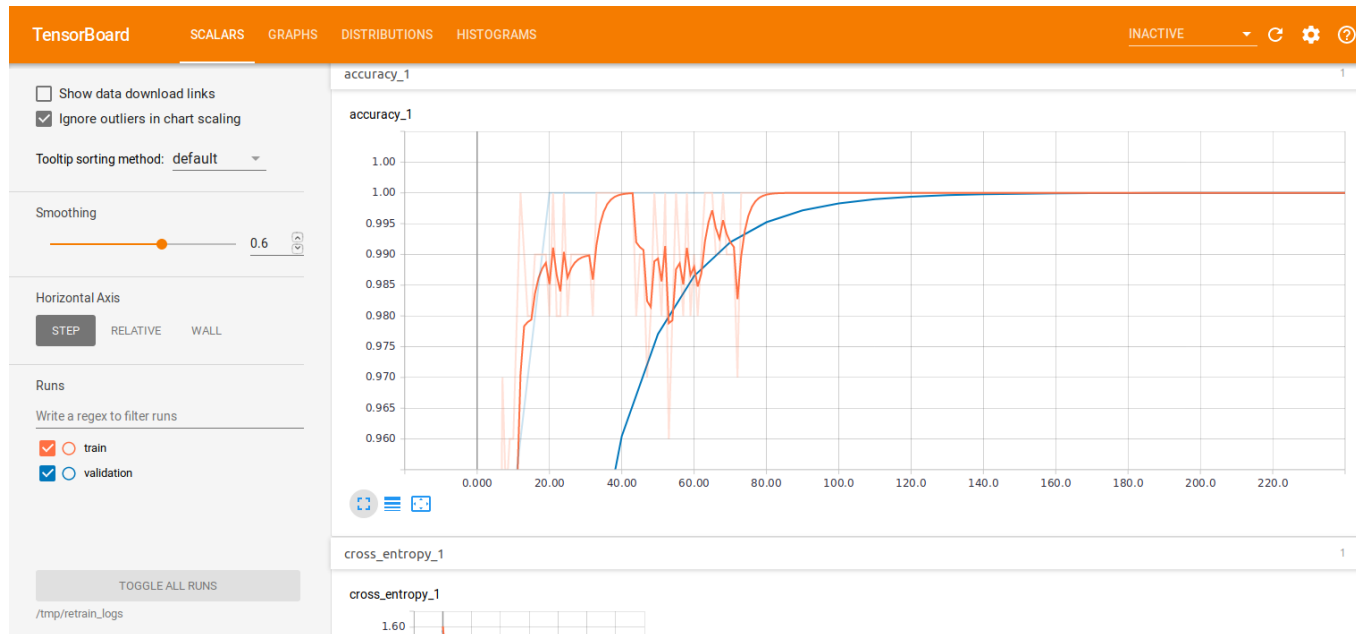 TensorBoard SCALARS GRAPHS DISTRIBUTIONS HISTOGRAMS INACTIVE
Show data download links
Ignore outliers in chart scaling
Tooltip sorting method: default
Smoothing
0.6
Horizontal Axis
STEP RELATIVE WALL
Runs
Write a regex to filter runs
train
validation
TOGGLE ALL RUNS
/tmp/retrain_logs
accuracy_1 1
accuracy_1
1.00
1.00
0.995
0.990
0.985
0.980
0.975
0.970
0.965
0.960
0.000 20.00 40.00 60.00 80.00 100.0 120.0 140.0 160.0 180.0 200.0 220.0
cross_entropy_1 1
cross_entropy_1
1.60